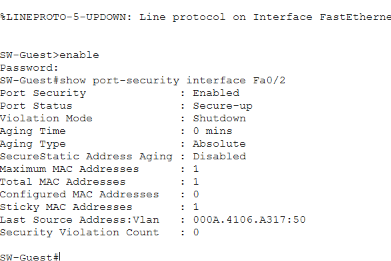 %LINEPROTO-5-UPDOWN: Line protocol on Interface FastEtherne
SW-Guest>enable
Password:
SW-Guest#show port-security interface Fa0/2
Port Security : Enabled
Port Status : Secure-up
Violation Mode : Shutdown
Aging Time : 0 mins
Aging Type : Absolute
SecureStatic Address Aging : Disabled
Maximum MAC Addresses : 1
Total MAC Addresses : 1
Configured MAC Addresses : 0
Sticky MAC Addresses : 1
Last Source Address:Vlan : 000A.4106.A317:50
Security Violation Count : 0
SW-Guest#